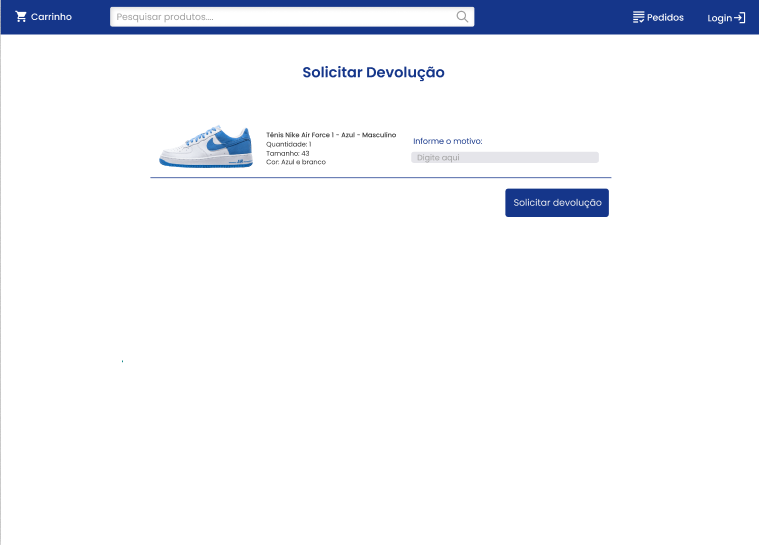 Carrinho
Pesquisar produtos....
Pedidos
Login
Solicitar Devolução
Tênis Nike Air Force 1 - Azul - Masculino
Quantidade: 1
Tamanho: 43
Cor: Azul e branco
Informe o motivo:
Digite aqui
Solicitar devolução